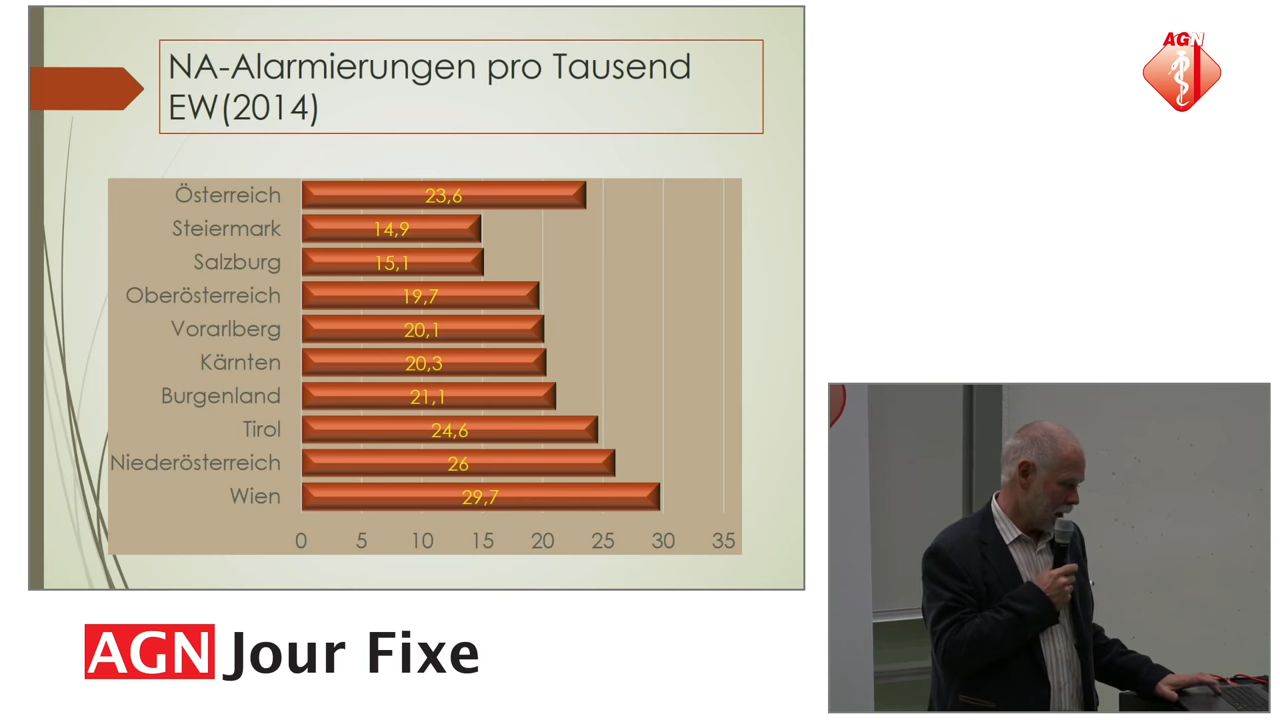 NA-Alarmierungen pro Tausend
EW(2014)
AGN
Österreich 23,6
Steiermark 14,9
Salzburg 15,1
Oberösterreich 19,7
Vorarlberg 20,1
Kärnten 20,3
Burgenland 21,1
Tirol 24,6
Niederösterreich 26
Wien 29,7
0 5 10 15 20 25 30 35
AGN Jour Fixe